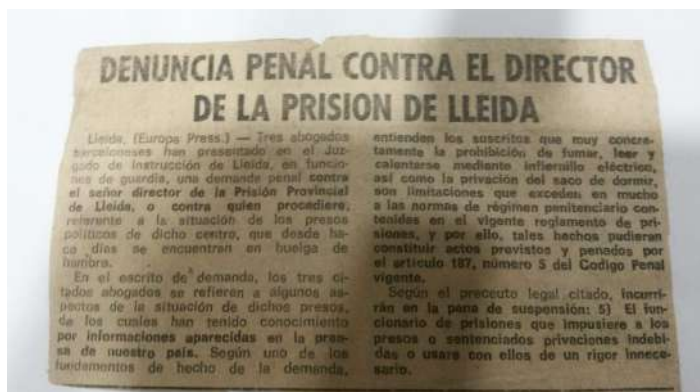 DENUNCIA PENAL CONTRA EL DIRECTOR
DE LA PRISION DE LLEIDA
Lleida, (Europa Press.) — Tres abogados
barceloneses han presentado en el Juz-
gado de Instrucción de Lleida, en funcio-
nes de guardia, una demanda penal contra
el señor director de la Prisión Provincial
de Lleida, o contra quien procediere,
referente a la situación de los presos
políticos de dicho centro, que desde ha-
ce días se encuentran en huelga de
hambre.
En el escrito de demanda, los tres ci-
tados abogados se refieren a algunos as-
pectos de la situación de dichos presos,
de los cuales han tenido conocimiento
por informaciones aparecidas en la pren-
sa de nuestro país. Según uno de los
fundamentos de hecho de la demanda,
entienden los suscritos que muy concre-
tamente la prohibición de fumar, leer y
calentarse mediante infiernillo eléctrico,
así como la privación del saco de dormir,
son limitaciones que exceden en mucho
a las normas de régimen penitenciario con-
tenidas en el vigente reglamento de pri-
siones, y por ello, tales hechos pudieran
constituir actos previstos y penados por
el artículo 187, número 5 del Codigo Penal
vigente.
Según el precepto legal citado, incurri-
rán en la pena de suspensión: 5) El fun-
cionario de prisiones que impusiere a los
presos o sentenciados privaciones indebi-
das o usare con ellos de un rigor innece-
sario.